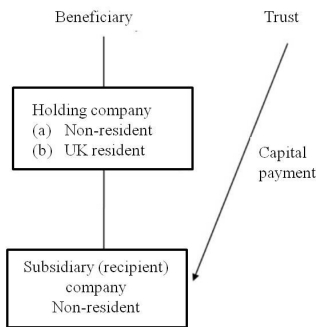 Beneficiary
Trust
Holding company
(a) Non-resident
(b) UK resident
Capital
payment
Subsidiary (recipient)
company
Non-resident